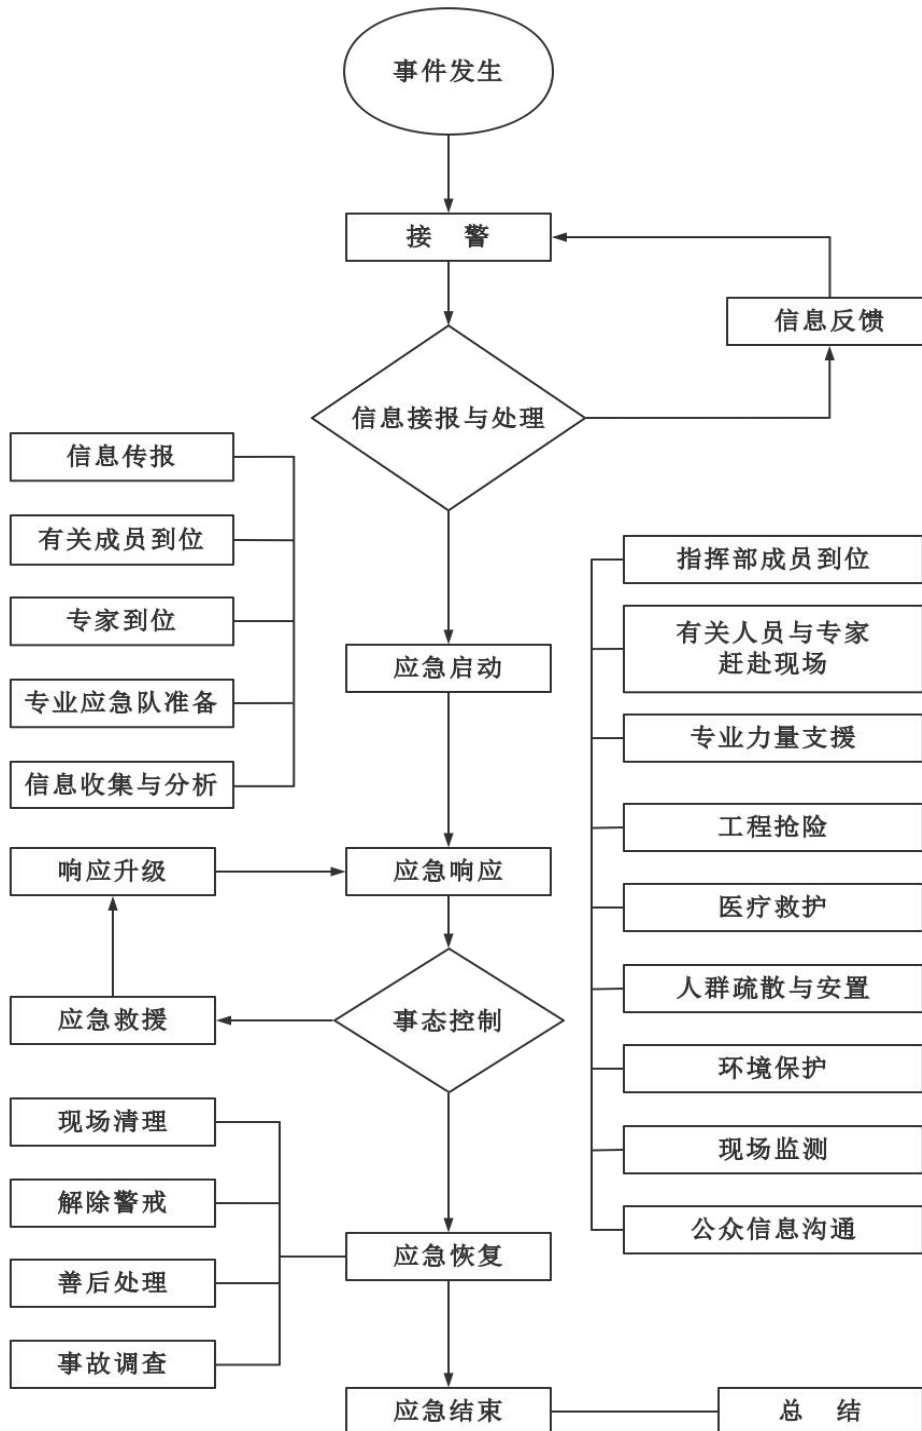 事件发生
接 警
信息反馈
信息接报与处理
信息传报
有关成员到位
专家到位
专业应急队准备
信息收集与分析
应急启动
指挥部成员到位
有关人员与专家
赶赴现场
专业力量支援
工程抢险
医疗救护
人群疏散与安置
环境保护
现场监测
公众信息沟通
响应升级
应急响应
应急救援
事态控制
现场清理
解除警戒
善后处理
事故调查
应急恢复
应急结束
总 结